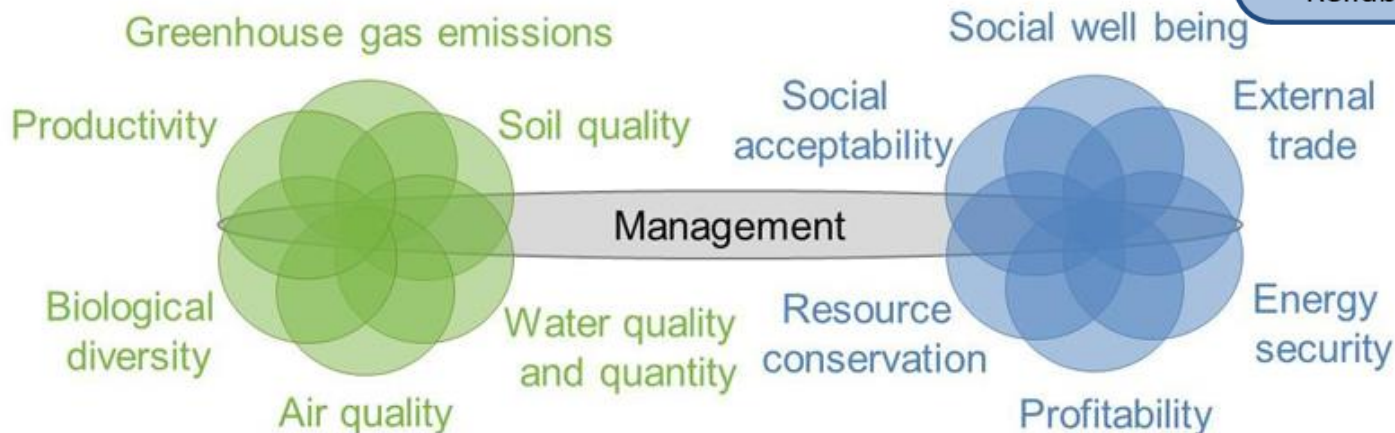 Greenhouse gas emissions
Productivity
Soil quality
Biological
diversity
Water quality
and quantity
Air quality
Management
Social well being
Social
acceptability
External
trade
Resource
conservation
Energy
security
Profitability